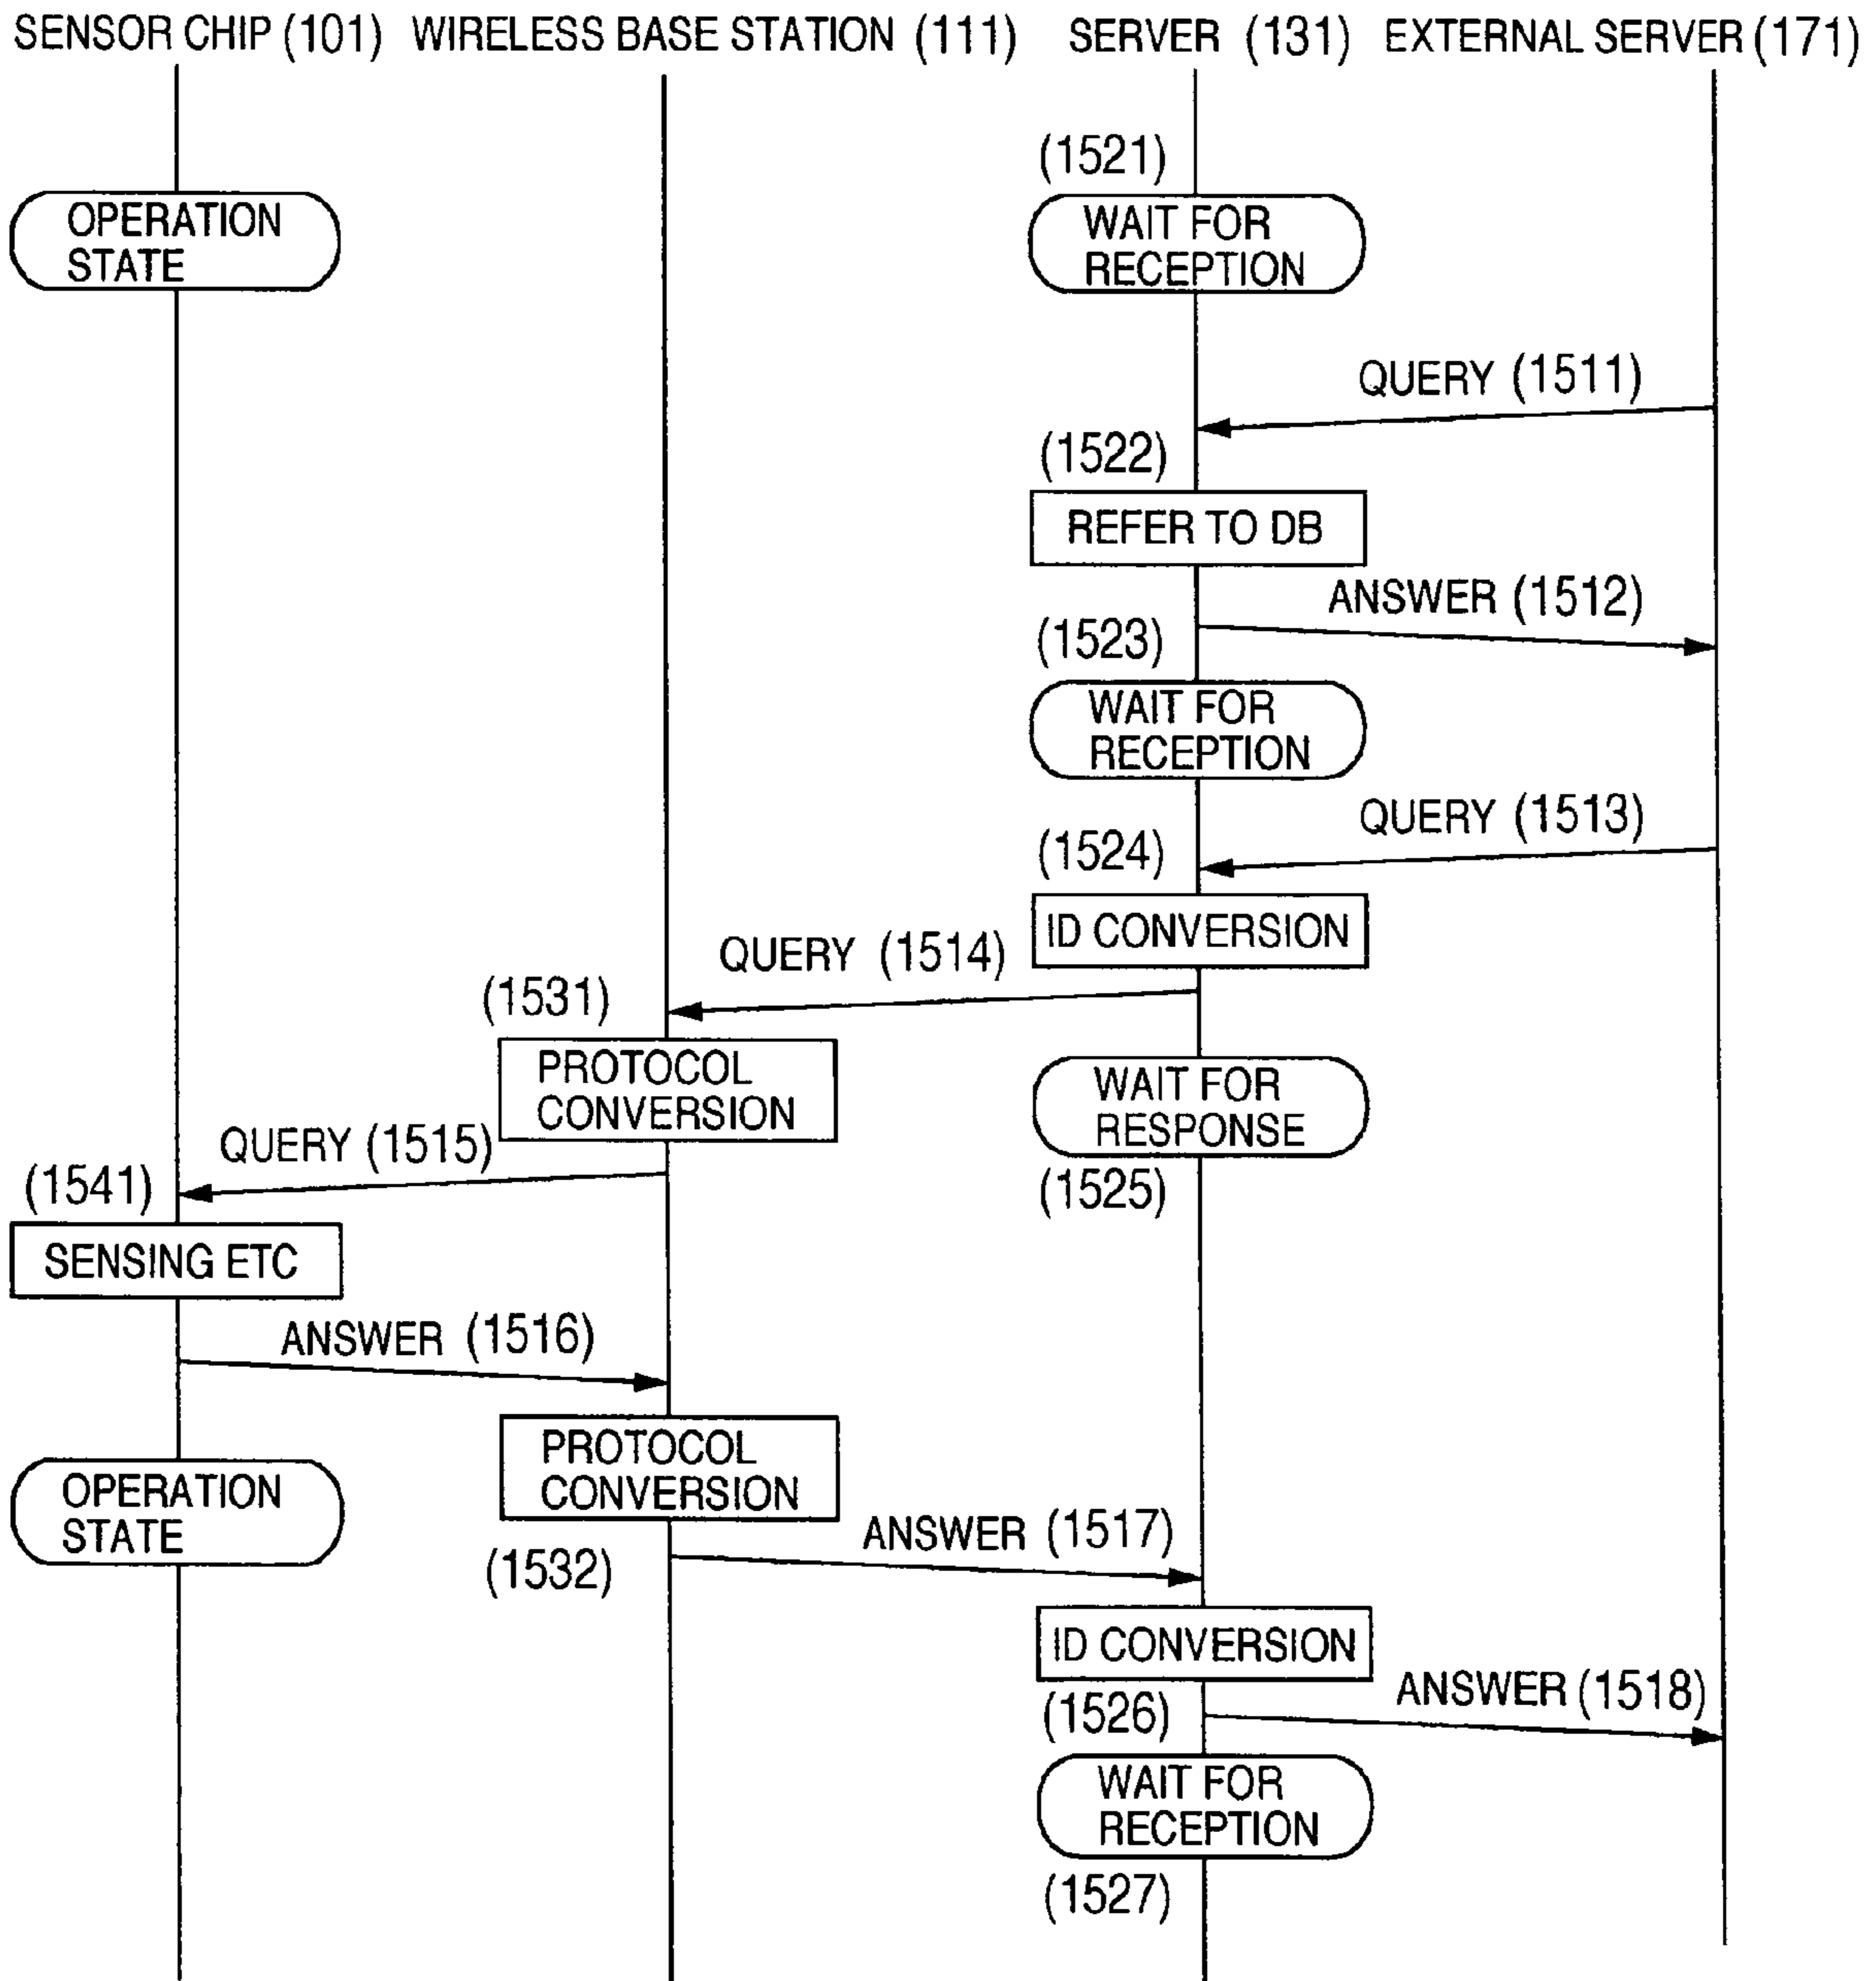 SENSOR CHIP (101) WIRELESS BASE STATION (111) SERVER (131) EXTERNAL SERVER (171)
(1521)
OPERATION
STATE
WAIT FOR
RECEPTION
QUERY (1511)
(1522)
REFER TO DB
ANSWER (1512)
(1523)
WAIT FOR
RECEPTION
QUERY (1513)
(1524)
ID CONVERSION
QUERY (1514)
(1531)
PROTOCOL
CONVERSION
WAIT FOR
RESPONSE
(1525)
QUERY (1515)
(1541)
SENSING ETC
ANSWER (1516)
PROTOCOL
CONVERSION
OPERATION
STATE
(1532)
ANSWER (1517)
ID CONVERSION
(1526)
ANSWER (1518)
WAIT FOR
RECEPTION
(1527)